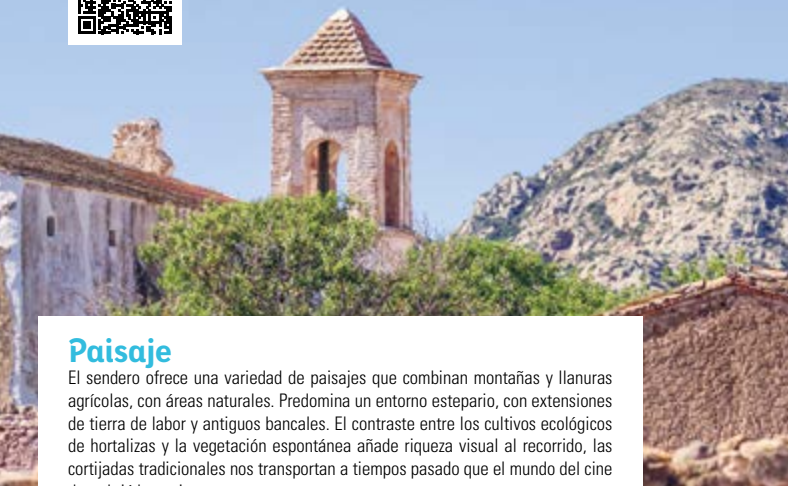 Paisaje
El sendero ofrece una variedad de paisajes que combinan montañas y llanuras
agrícolas, con áreas naturales. Predomina un entorno estepario, con extensiones
de tierra de labor y antiguos bancales. El contraste entre los cultivos ecológicos
de hortalizas y la vegetación espontánea añade riqueza visual al recorrido, las
cortijadas tradicionales nos transportan a tiempos pasado que el mundo del cine